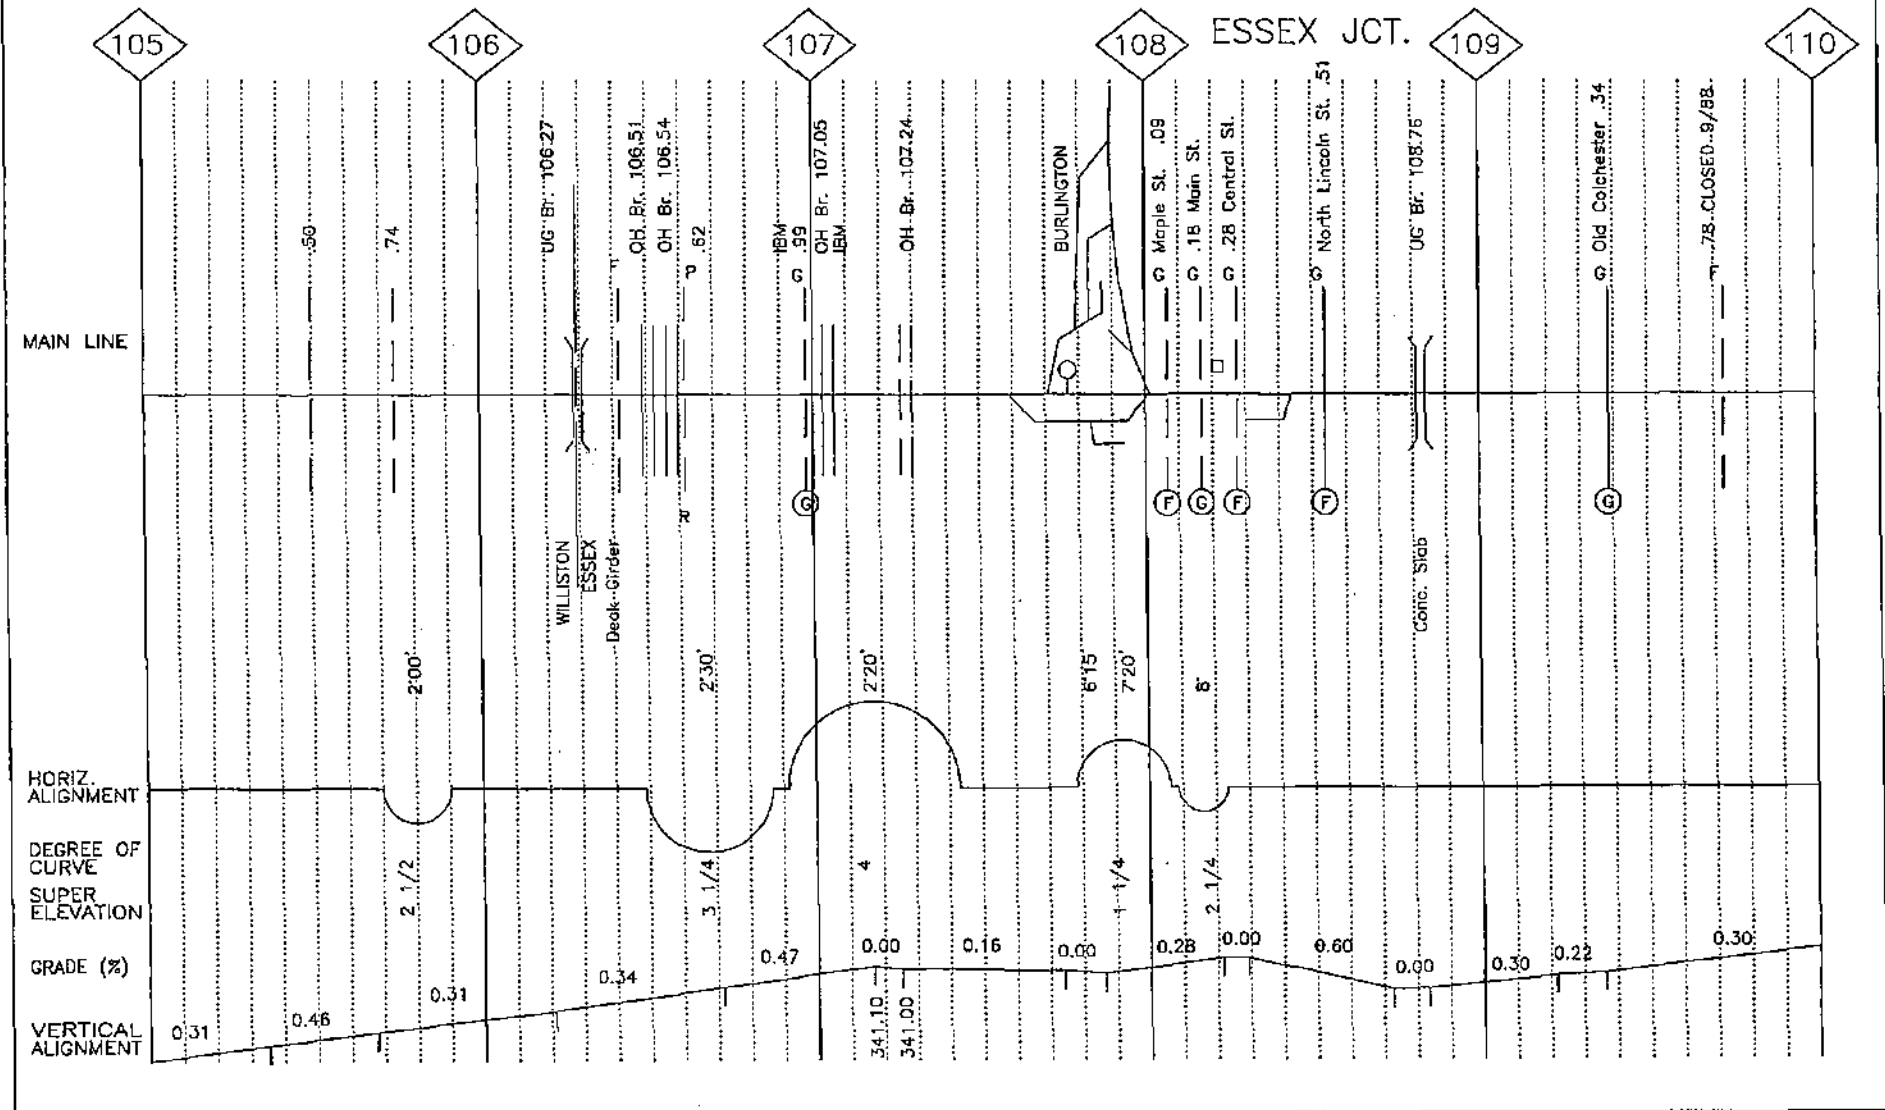 105
106
107
108
ESSEX JCT.
109
110
.50
.74
UG Br. 106.27
OH. Br. 106.51
OH Br. 106.54
P .62
IBM
G .99
OH Br. 107.05
IBM
OH Br. 107.24
BURLINGTON
G Maple St. .09
G .18 Main St.
G .28 Central St.
G North Lincoln St. .51
UG Br. 108.76
G Old Colchester .34
F .78 CLOSED 9/88
MAIN LINE
G
F
G
F
F
G
WILLISTON
ESSEX
Deck Girder
Conc. Slab
2°00'
2°30'
2°20'
6°15'
7°20'
8°
HORIZ.
ALIGNMENT
DEGREE OF
CURVE
SUPER
ELEVATION
2 1/2
3 1/4
4
1 1/4
2 1/4
GRADE (%)
0.31
0.46
0.31
0.34
0.47
0.00
0.16
0.00
0.28
0.00
0.60
0.00
0.30
0.22
0.30
VERTICAL
ALIGNMENT
341.10
341.00